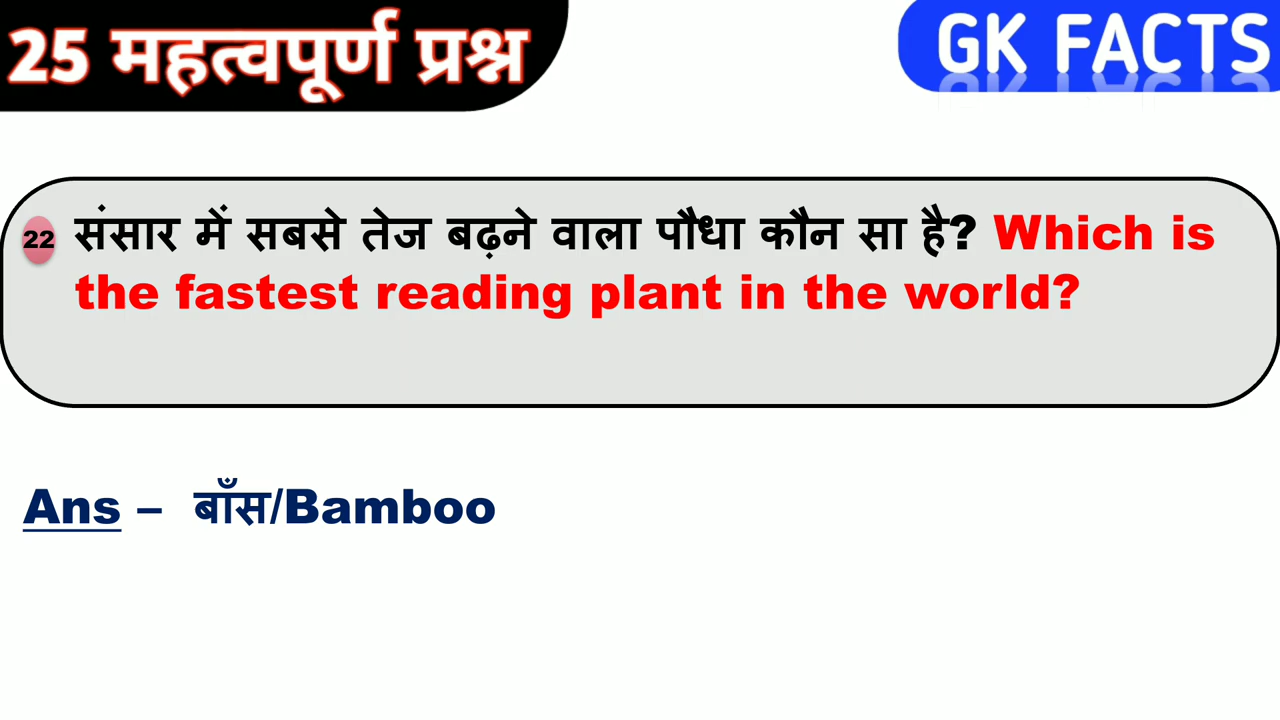 25 महत्वपूर्ण प्रश्न
GK FACTS
22 संसार में सबसे तेज बढ़ने वाला पौधा कौन सा है? Which is
the fastest reading plant in the world?
Ans – बाँस/Bamboo